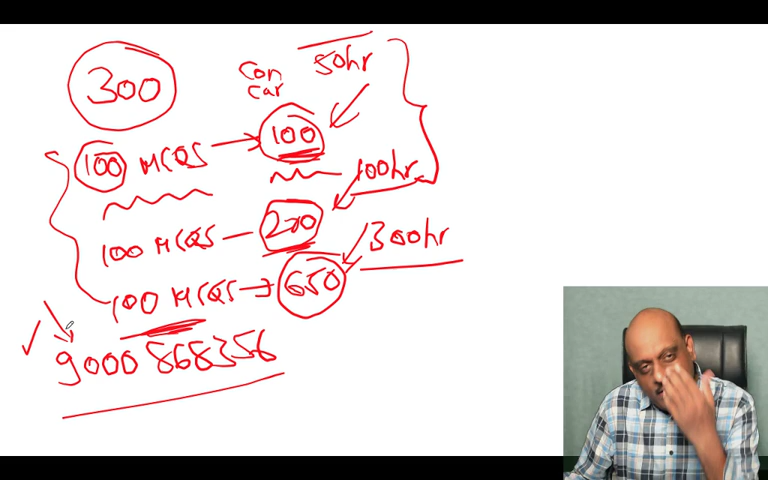 300
con
car
50hr
100 MCQS → 100
100hr
100 MCQS — 200
300hr
100 MCQS → 650
9000 868356